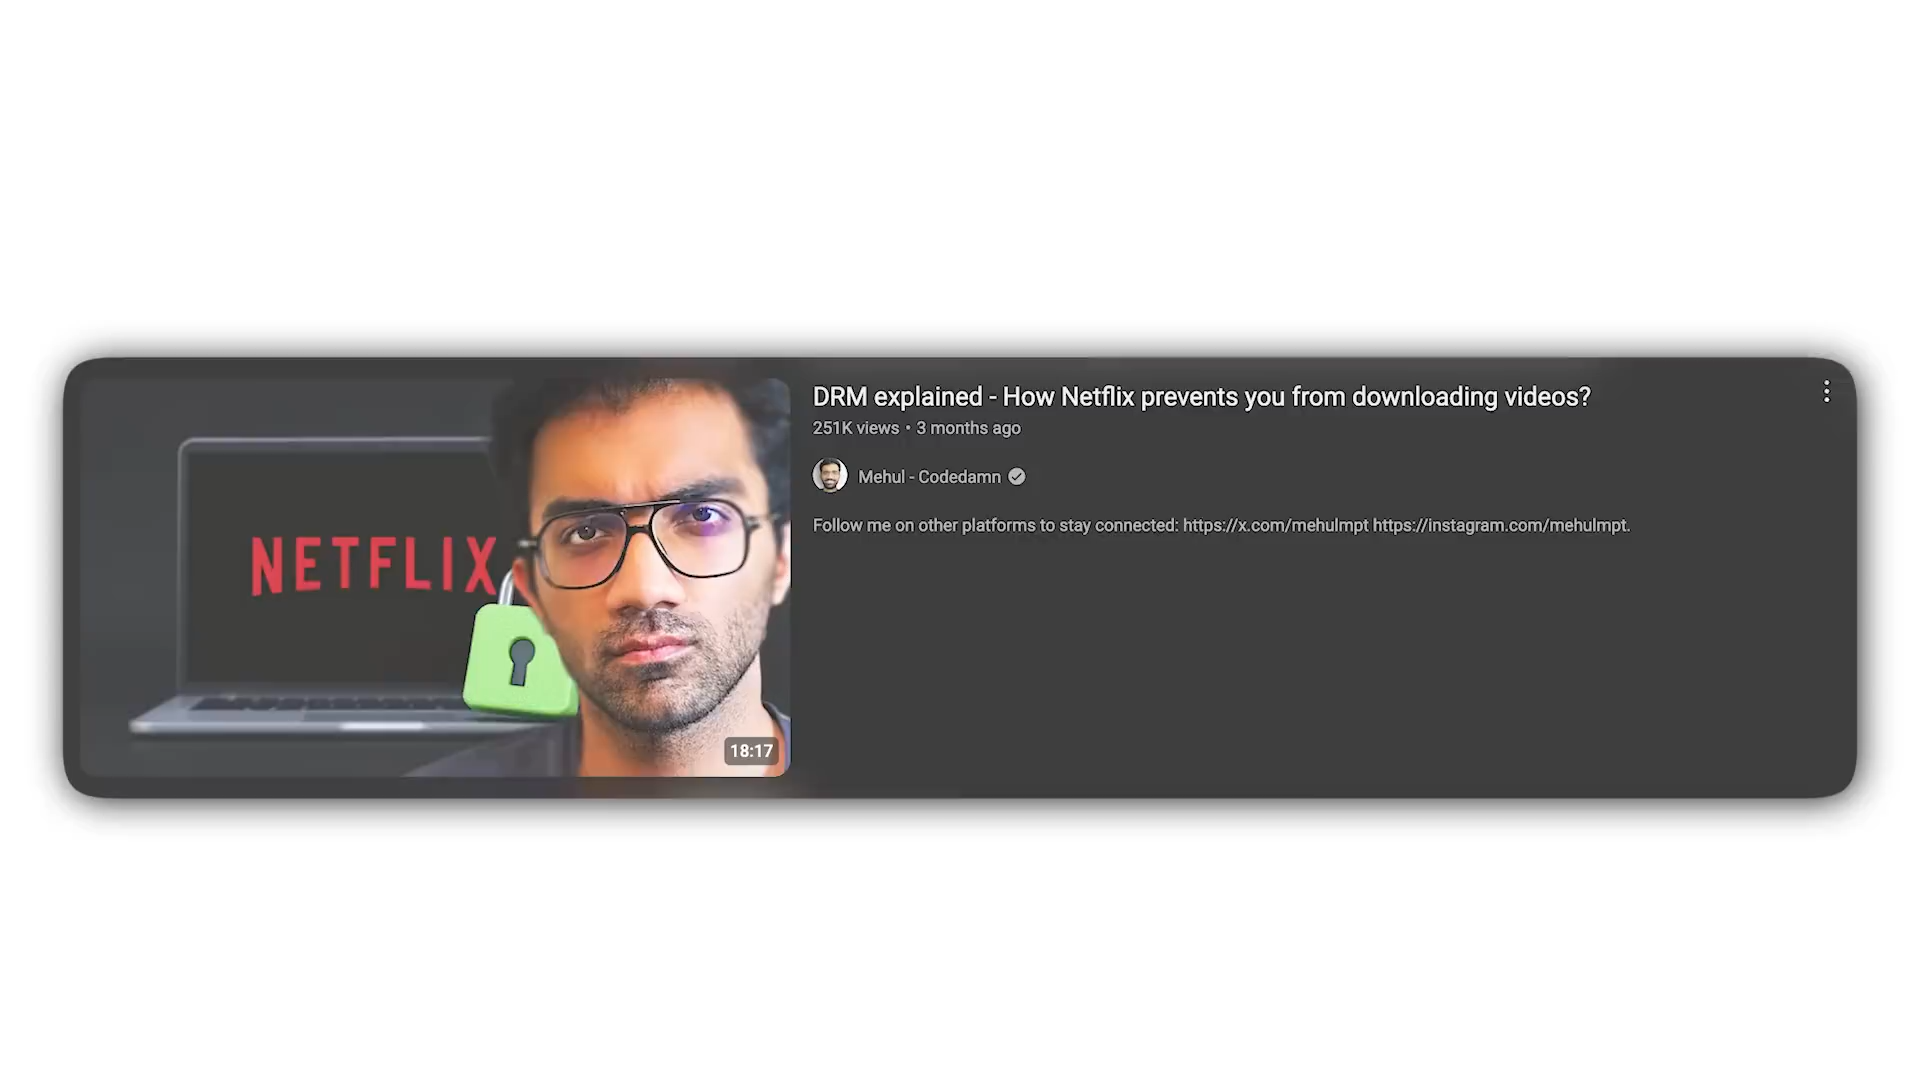 NETFLIX
18:17
DRM explained - How Netflix prevents you from downloading videos?
251K views • 3 months ago
Mehul - Codedamn
Follow me on other platforms to stay connected: https://x.com/mehulmpt https://instagram.com/mehulmpt.